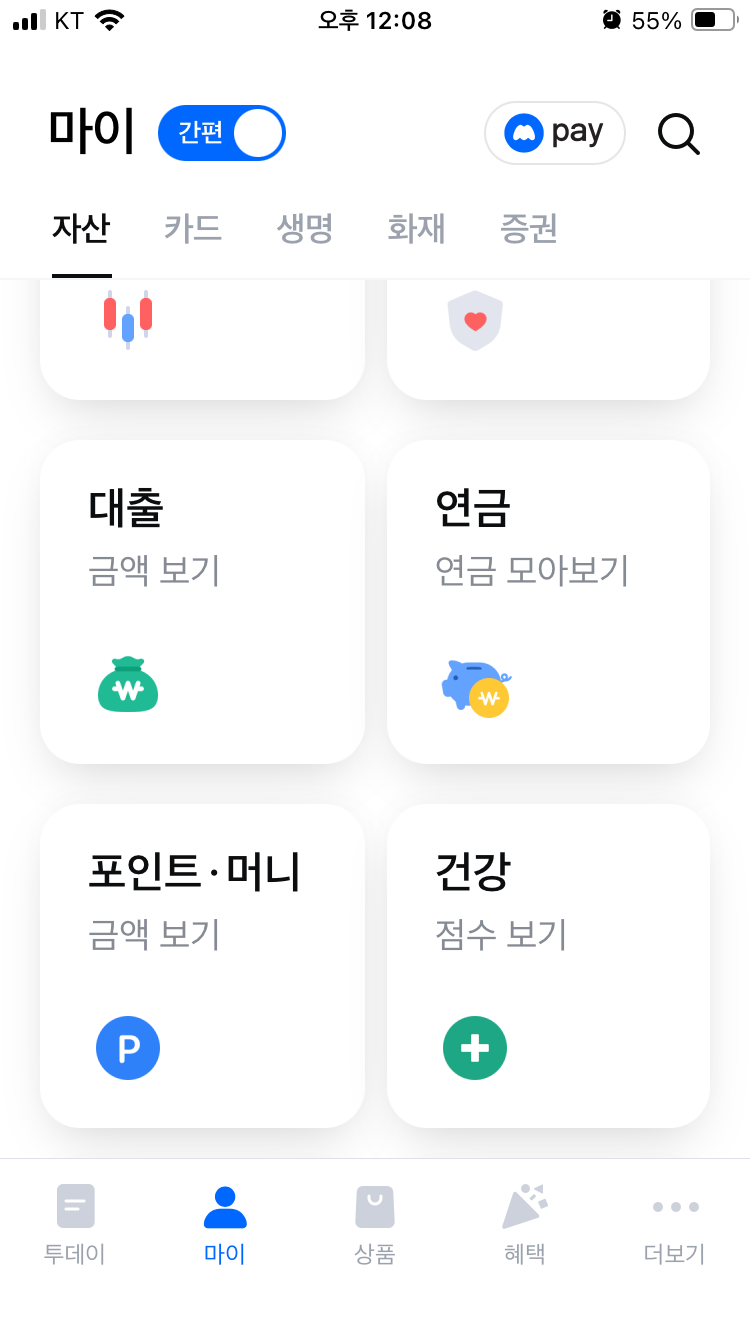 KT 오후 12:08 55%
마이 간편 pay
자산 카드 생명 화재 증권
대출 연금
금액 보기 연금 모아보기
포인트·머니 건강
금액 보기 점수 보기
P
투데이 마이 상품 혜택 더보기